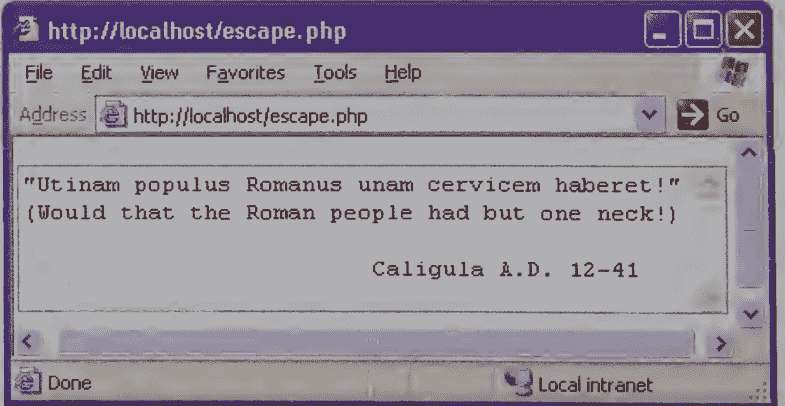 http://localhost/escape.php
File Edit View Favorites Tools Help
Address http://localhost/escape.php Go
"Utinam populus Romanus unam cervicem haberet!"
(Would that the Roman people had but one neck!)
Caligula A.D. 12-41
Done Local intranet